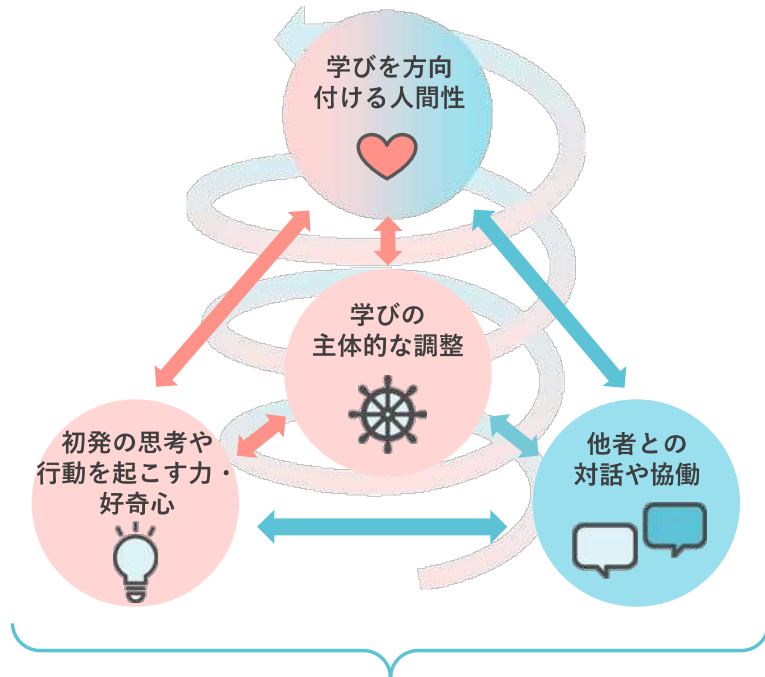 学びを方向
付ける人間性
学びの
主体的な調整
初発の思考や
行動を起こす力・
好奇心
他者との
対話や協働